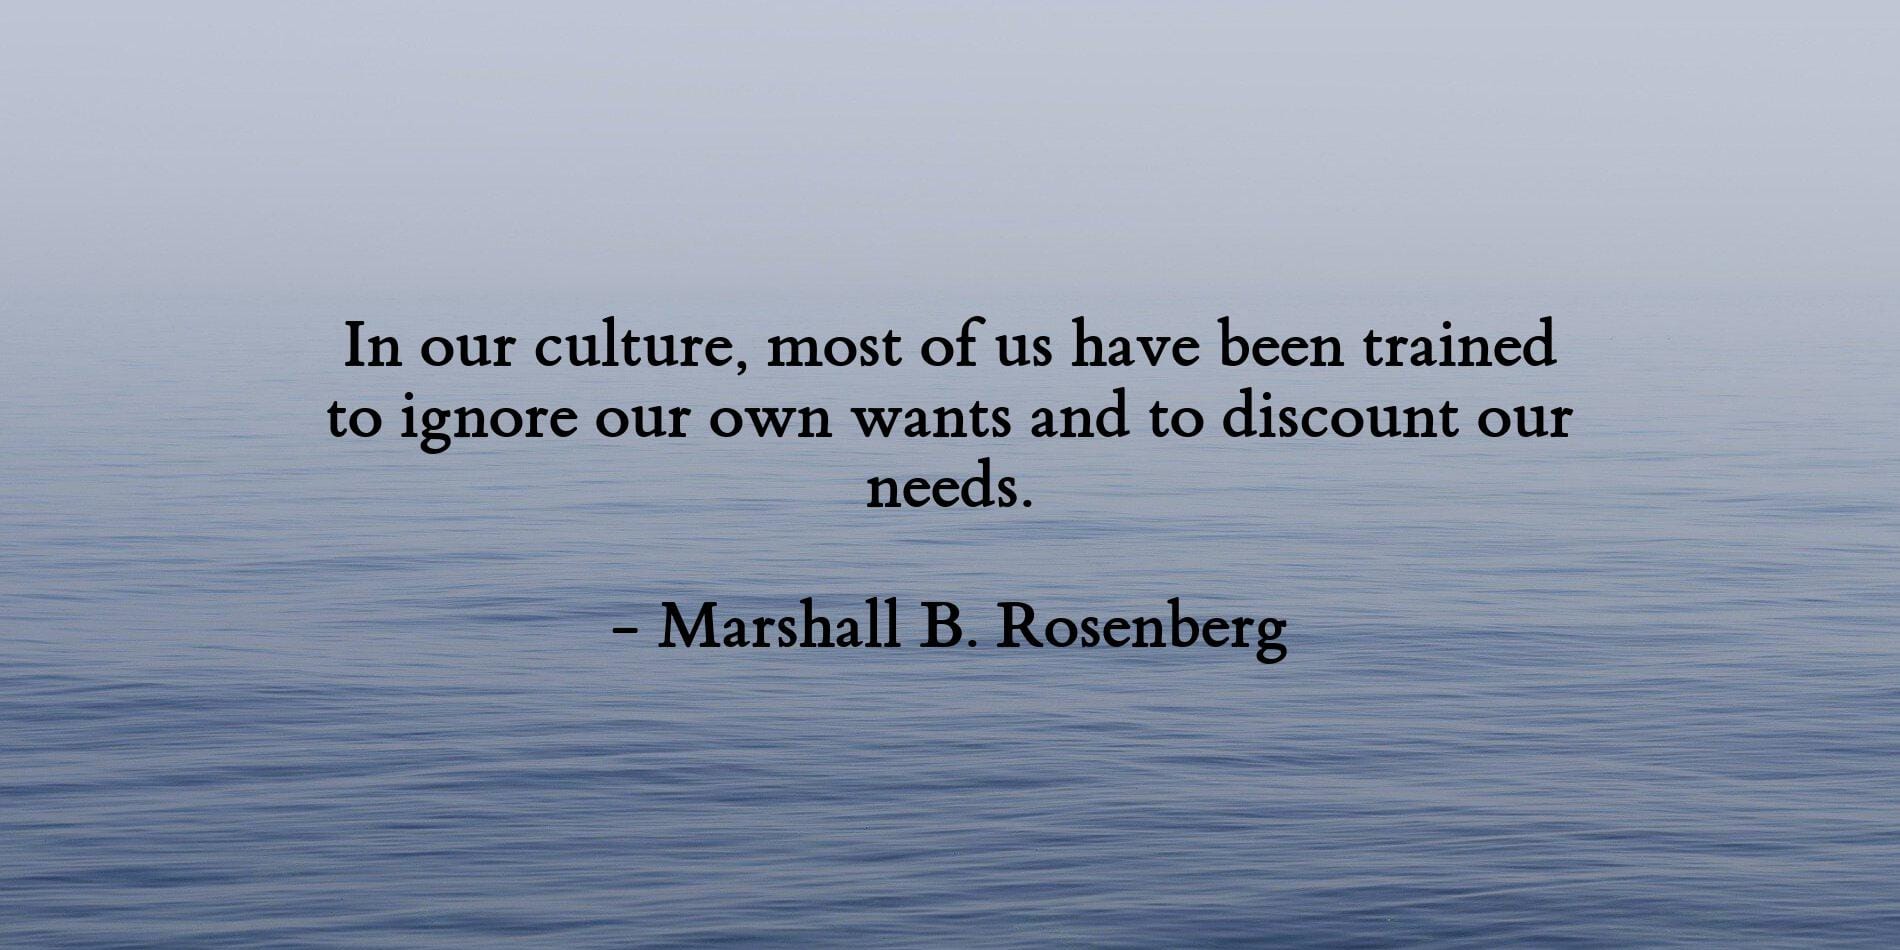 In our culture, most of us have been trained
to ignore our own wants and to discount our
needs.
- Marshall B. Rosenberg